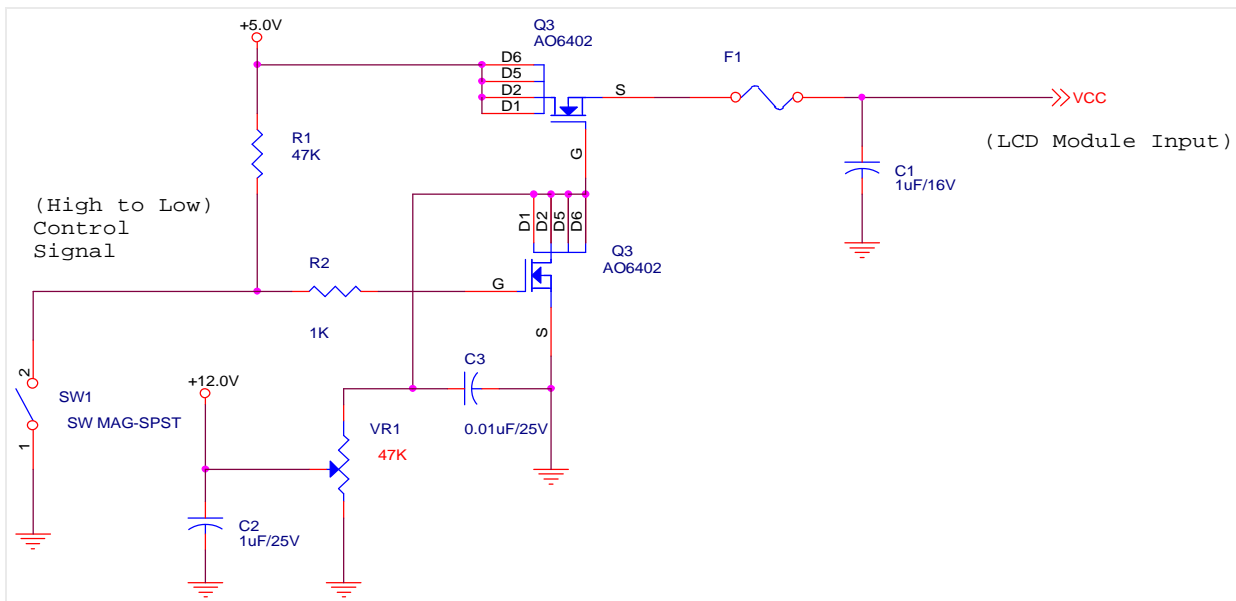 +5.0V
Q3
AO6402
F1
D6
D5
D2
D1
S
VCC
(LCD Module Input)
R1
47K
G
C1
1uF/16V
(High to Low)
Control
Signal
D1
D2
D5
D6
Q3
AO6402
R2
G
1K
S
C3
2
+12.0V
SW1
SW MAG-SPST
VR1
0.01uF/25V
47K
1
C2
1uF/25V